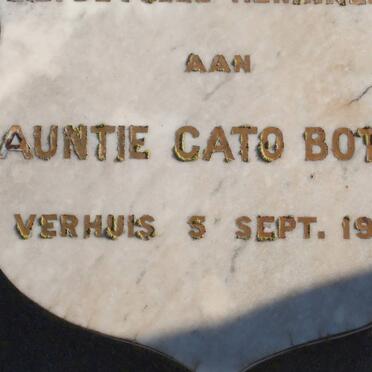 AAN
AUNTIE CATO BOT
VERHUIS 5 SEPT. 19